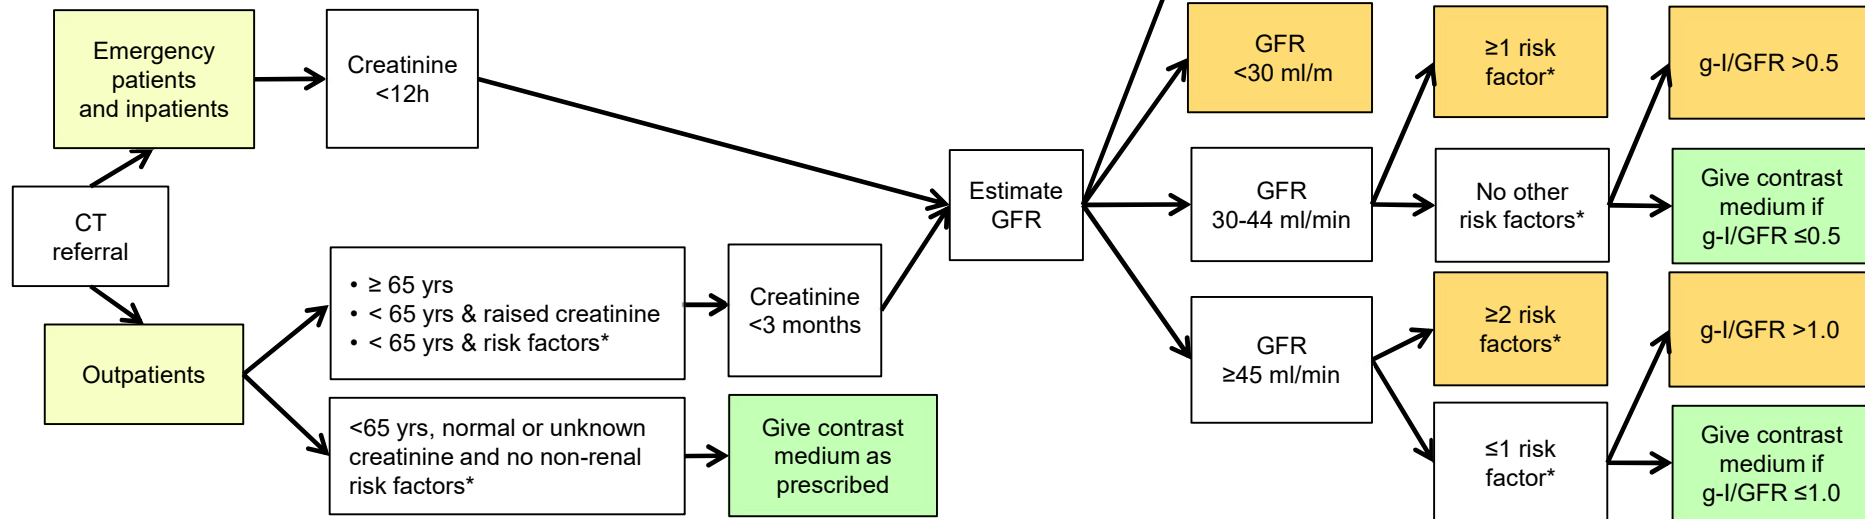 Emergency
patients
and inpatients
Creatinine
<12h
CT
referral
Outpatients
• ≥ 65 yrs
• < 65 yrs & raised creatinine
• < 65 yrs & risk factors*
Creatinine
<3 months
<65 yrs, normal or unknown
creatinine and no non-renal
risk factors*
Give contrast
medium as
prescribed
Estimate
GFR
GFR
<30 ml/m
GFR
30-44 ml/min
GFR
≥45 ml/min
≥1 risk
factor*
No other
risk factors*
≥2 risk
factors*
≤1 risk
factor*
g-I/GFR >0.5
Give contrast
medium if
g-I/GFR ≤0.5
g-I/GFR >1.0
Give contrast
medium if
g-I/GFR ≤1.0